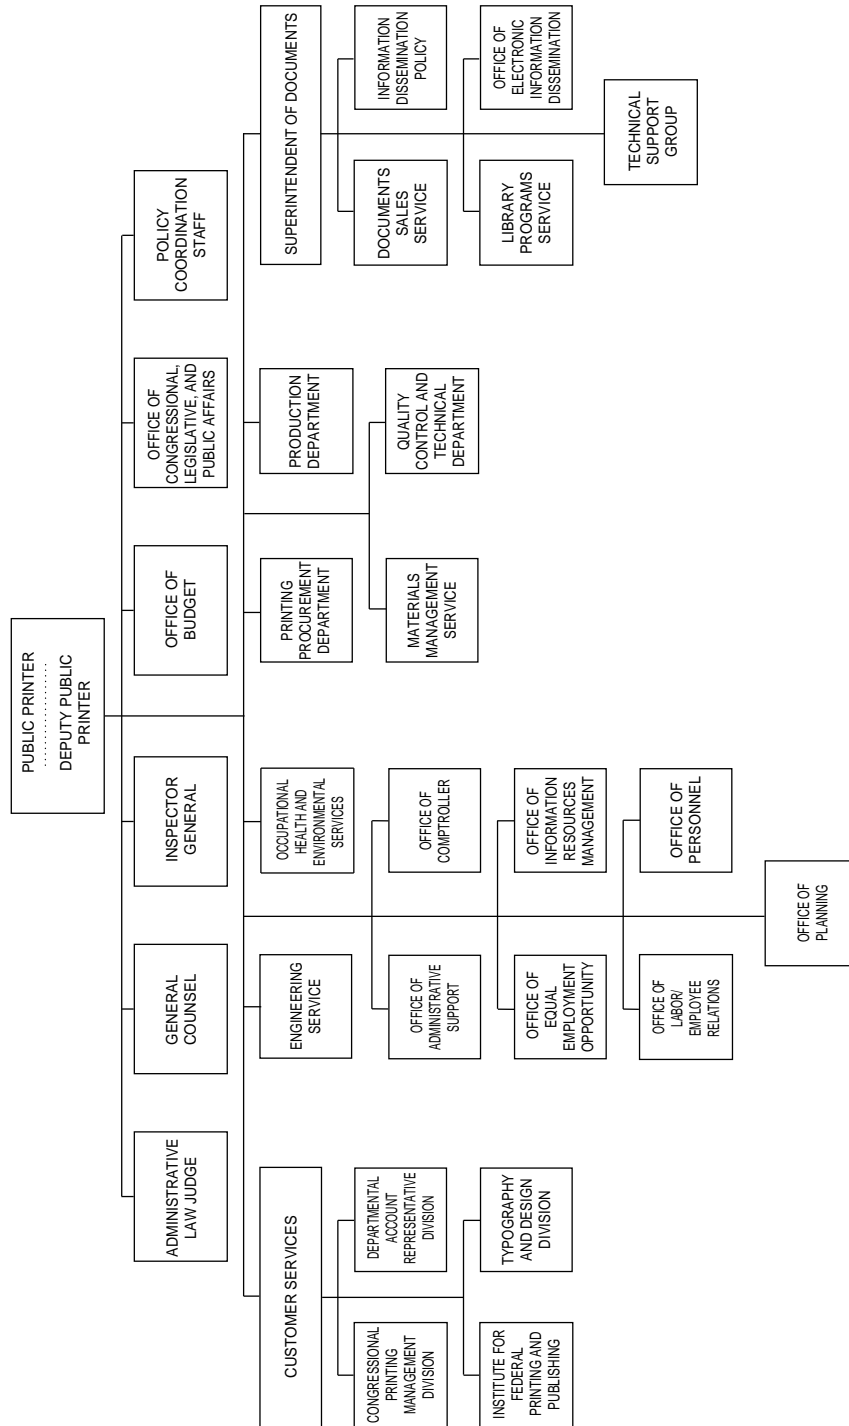 PUBLIC PRINTER
..................
DEPUTY PUBLIC
PRINTER
ADMINISTRATIVE
LAW JUDGE
GENERAL
COUNSEL
INSPECTOR
GENERAL
OFFICE OF
BUDGET
OFFICE OF
CONGRESSIONAL,
LEGISLATIVE, AND
PUBLIC AFFAIRS
POLICY
COORDINATION
STAFF
CUSTOMER SERVICES
CONGRESSIONAL
PRINTING
MANAGEMENT
DIVISION
DEPARTMENTAL
ACCOUNT
REPRESENTATIVE
DIVISION
INSTITUTE FOR
FEDERAL
PRINTING AND
PUBLISHING
TYPOGRAPHY
AND DESIGN
DIVISION
ENGINEERING
SERVICE
OCCUPATIONAL
HEALTH AND
ENVIRONMENTAL
SERVICES
OFFICE OF
ADMINISTRATIVE
SUPPORT
OFFICE OF
COMPTROLLER
OFFICE OF
EQUAL
EMPLOYMENT
OPPORTUNITY
OFFICE OF
INFORMATION
RESOURCES
MANAGEMENT
OFFICE OF
LABOR/
EMPLOYEE
RELATIONS
OFFICE OF
PERSONNEL
OFFICE OF
PLANNING
PRINTING
PROCUREMENT
DEPARTMENT
PRODUCTION
DEPARTMENT
MATERIALS
MANAGEMENT
SERVICE
QUALITY
CONTROL AND
TECHNICAL
DEPARTMENT
SUPERINTENDENT OF DOCUMENTS
DOCUMENTS
SALES
SERVICE
INFORMATION
DISSEMINATION
POLICY
LIBRARY
PROGRAMS
SERVICE
OFFICE OF
ELECTRONIC
INFORMATION
DISSEMINATION
TECHNICAL
SUPPORT
GROUP